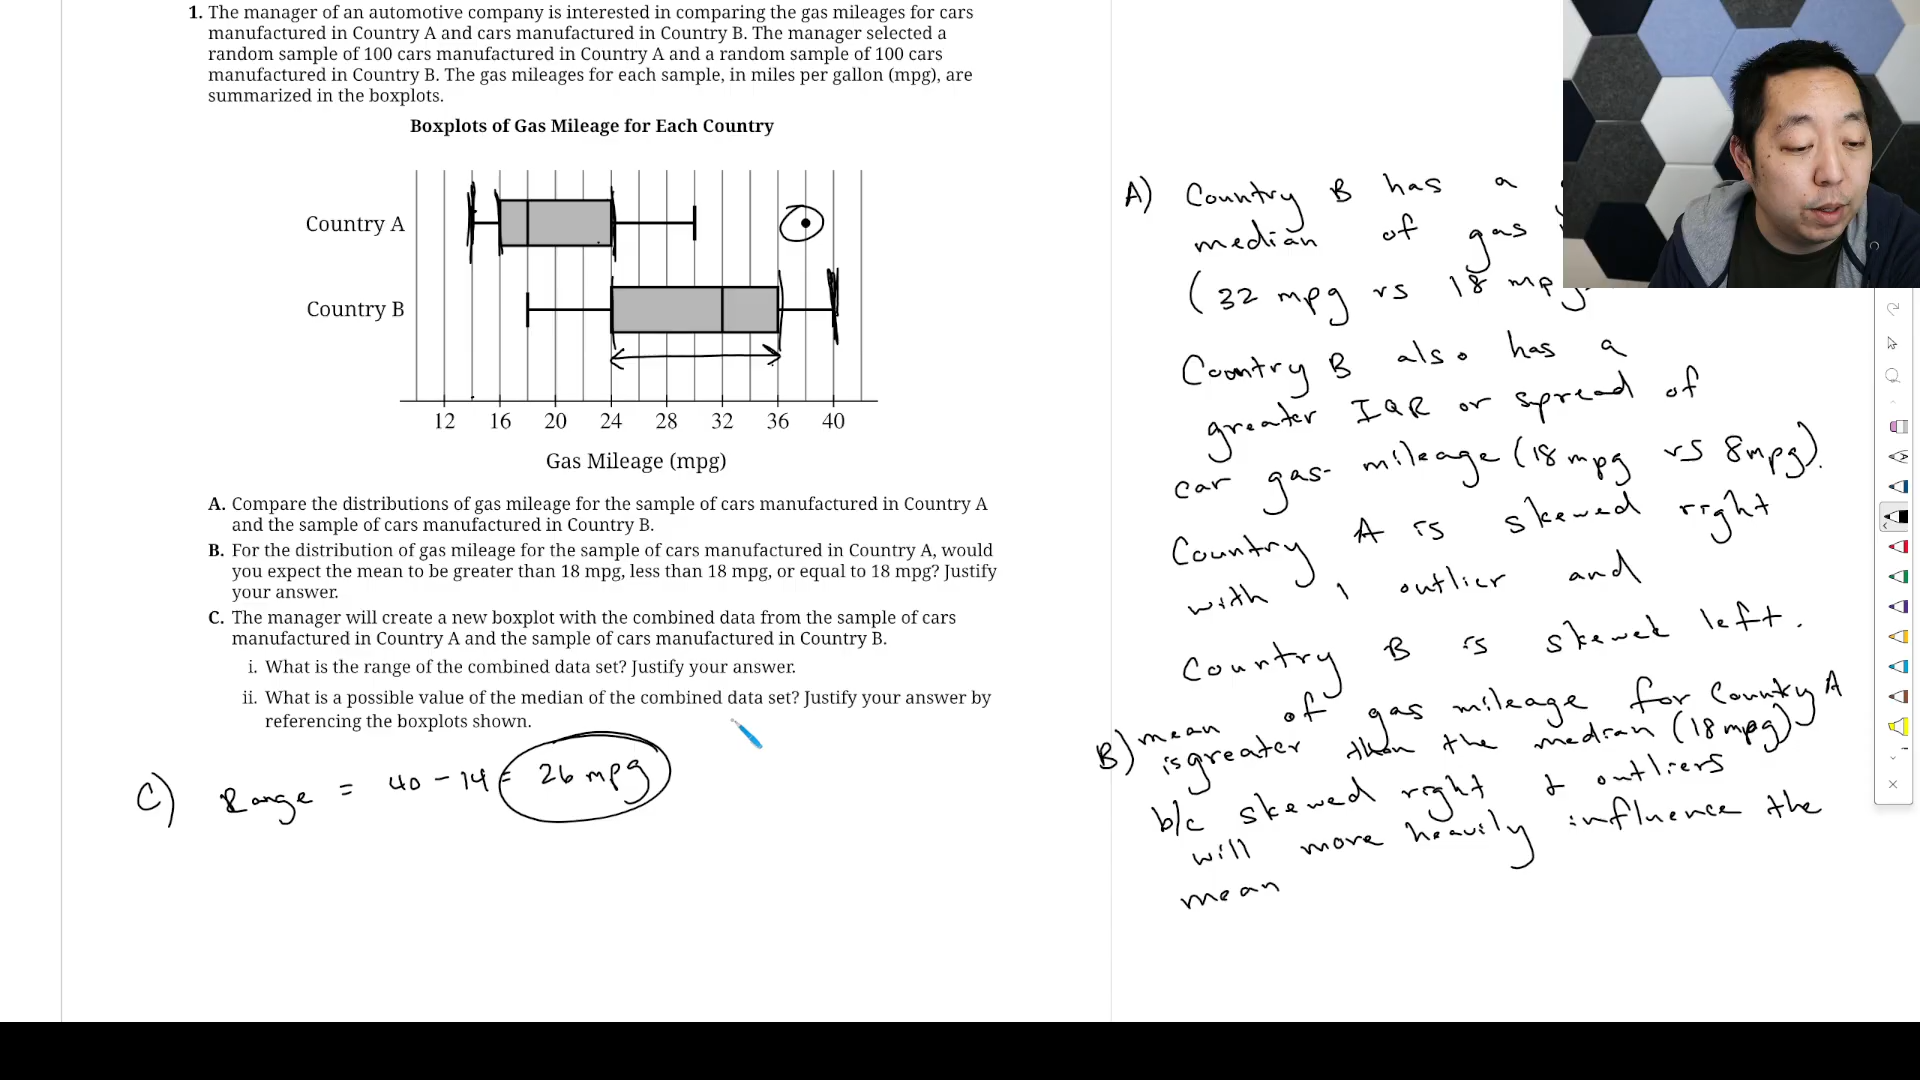 1. The manager of an automotive company is interested in comparing the gas mileages for cars
manufactured in Country A and cars manufactured in Country B. The manager selected a
random sample of 100 cars manufactured in Country A and a random sample of 100 cars
manufactured in Country B. The gas mileages for each sample, in miles per gallon (mpg), are
summarized in the boxplots.
Boxplots of Gas Mileage for Each Country
Country A
Country B
12 16 20 24 28 32 36 40
Gas Mileage (mpg)
A. Compare the distributions of gas mileage for the sample of cars manufactured in Country A
and the sample of cars manufactured in Country B.
B. For the distribution of gas mileage for the sample of cars manufactured in Country A, would
you expect the mean to be greater than 18 mpg, less than 18 mpg, or equal to 18 mpg? Justify
your answer.
C. The manager will create a new boxplot with the combined data from the sample of cars
manufactured in Country A and the sample of cars manufactured in Country B.
i. What is the range of the combined data set? Justify your answer.
ii. What is a possible value of the median of the combined data set? Justify your answer by
referencing the boxplots shown.
C) Range = 40 - 14 = 26 mpg
A) Country B has a
median of gas
(32 mpg vs 18 mpg
Country B also has a
greater IQR or spread of
car gas mileage (18 mpg vs 8mpg).
Country A is skewed right
with 1 outlier and
Country B is skewed left.
B) mean of gas mileage for Country A
is greater than the median (18 mpg)
b/c skewed right & outliers
will more heavily influence the
mean